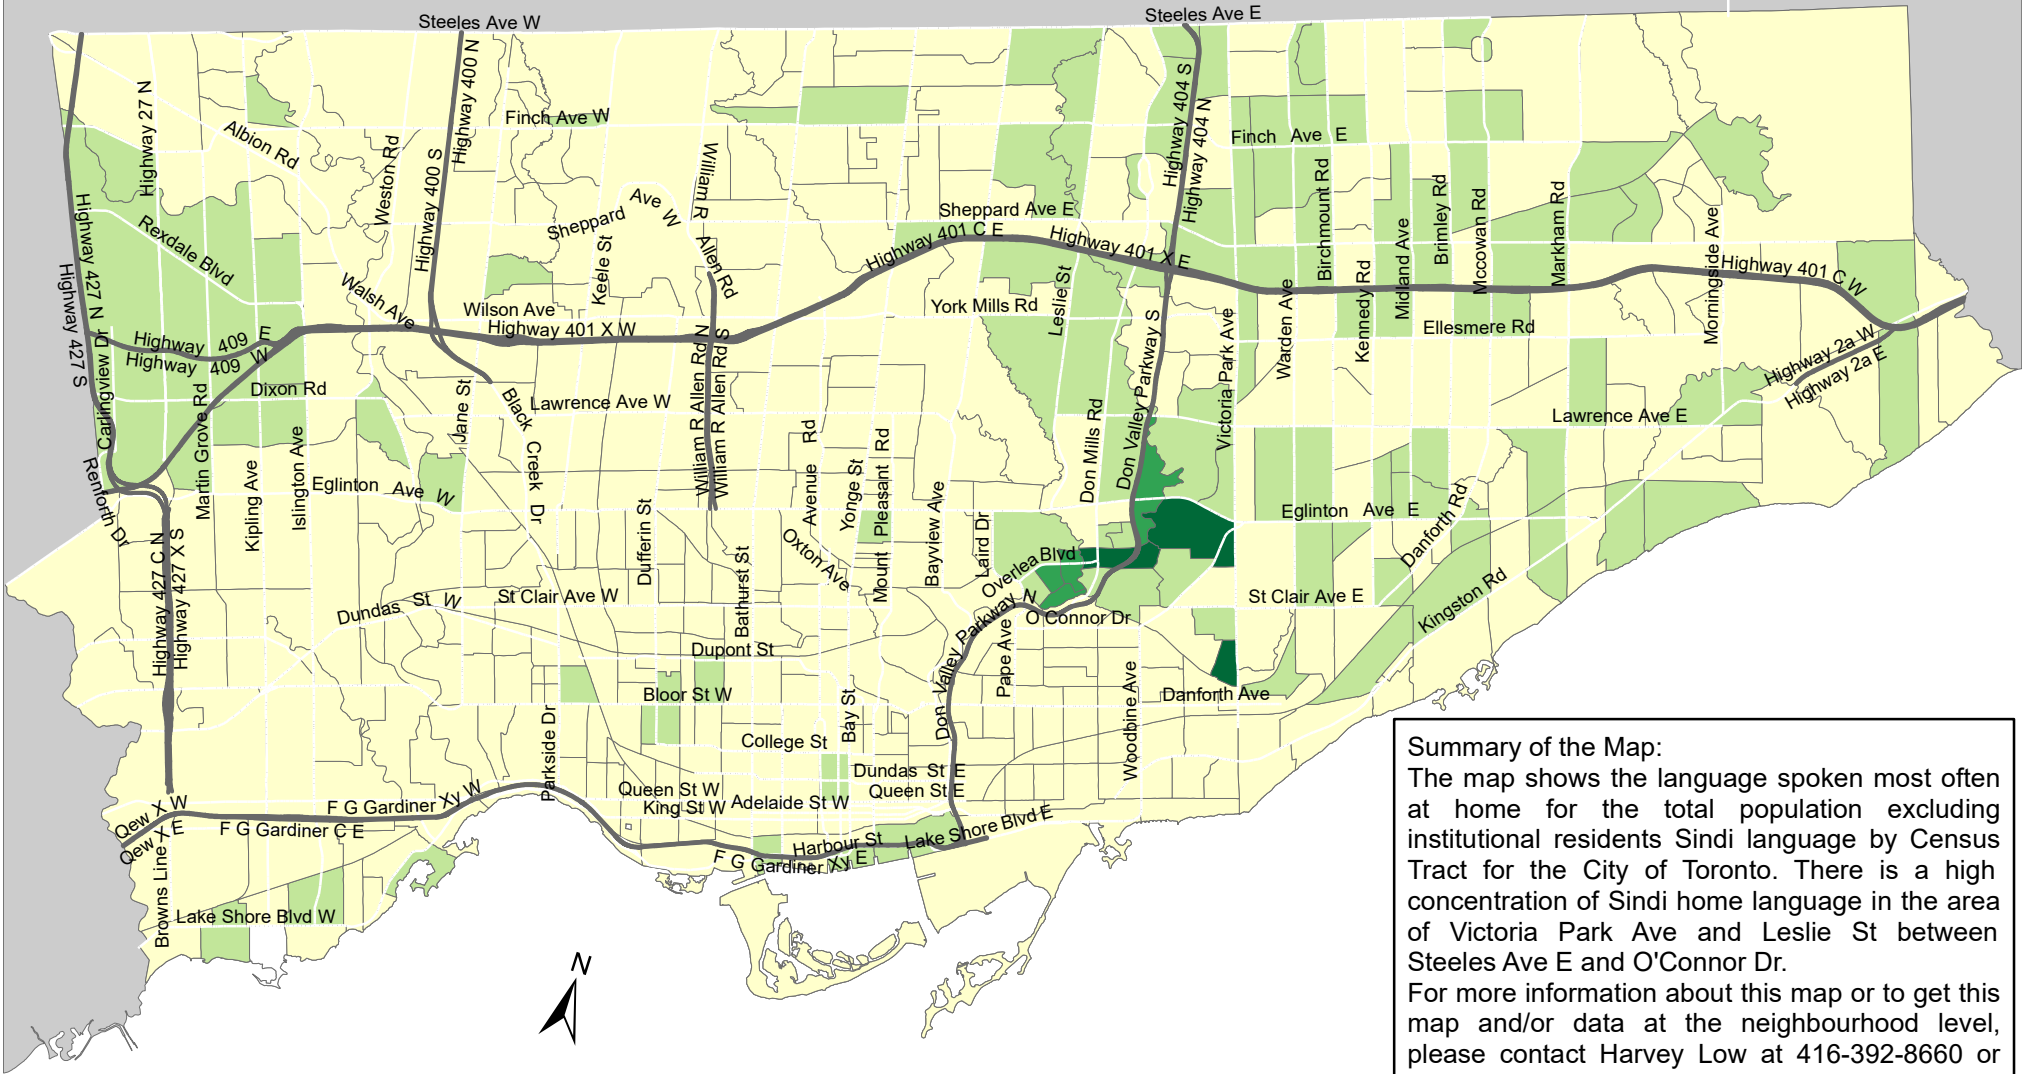 Steeles Ave W
Steeles Ave E
Highway 27 N
Albion Rd
Weston Rd
Highway 400 N
Highway 400 S
Finch Ave W
William R Allen Rd
Highway 404 S
Highway 404 N
Finch Ave E
Highway 427 N
Highway 427 S
Rexdale Blvd
Sheppard Ave W
Keele St
Sheppard Ave E
Highway 401 C E
Highway 401 X E
Birchmount Rd
Midland Ave
Brimley Rd
Mccowan Rd
Markham Rd
Morningside Ave
Highway 401 C W
Walsh Ave
Wilson Ave
Highway 401 X W
York Mills Rd
Leslie St
Warden Ave
Kennedy Rd
Ellesmere Rd
Highway 409 E
Highway 409 W
Carlingview Dr
Martin Grove Rd
Dixon Rd
Jane St
Black Creek Dr
Lawrence Ave W
William R Allen Rd N
William R Allen Rd S
Don Valley Parkway S
Victoria Park Ave
Highway 2a W
Highway 2a E
Lawrence Ave E
Renforth Dr
Kipling Ave
Islington Ave
Eglinton Ave W
Dufferin St
Bathurst St
Avenue Rd
Yonge St
Mount Pleasant Rd
Oxton Ave
Bayview Ave
Laird Dr
Don Mills Rd
Overlea Blvd
Eglinton Ave E
Danforth Rd
Kingston Rd
Highway 427 C N
Highway 427 X S
Dundas St W
St Clair Ave W
Dupont St
Bloor St W
Don Valley Parkway N
O Connor Dr
Pape Ave
St Clair Ave E
Danforth Ave
Woodbine Ave
Parkside Dr
Bay St
College St
Dundas St E
Queen St E
Queen St W
King St W
Adelaide St W
Qew X W
Qew X E
F G Gardiner Xy W
F G Gardiner C E
Harbour St
Lake Shore Blvd E
F G Gardiner Xy E
Browns Line
Lake Shore Blvd W
N
Summary of the Map:
The map shows the language spoken most often
at home for the total population excluding
institutional residents Sindi language by Census
Tract for the City of Toronto. There is a high
concentration of Sindi home language in the area
of Victoria Park Ave and Leslie St between
Steeles Ave E and O'Connor Dr.
For more information about this map or to get this
map and/or data at the neighbourhood level,
please contact Harvey Low at 416-392-8660 or